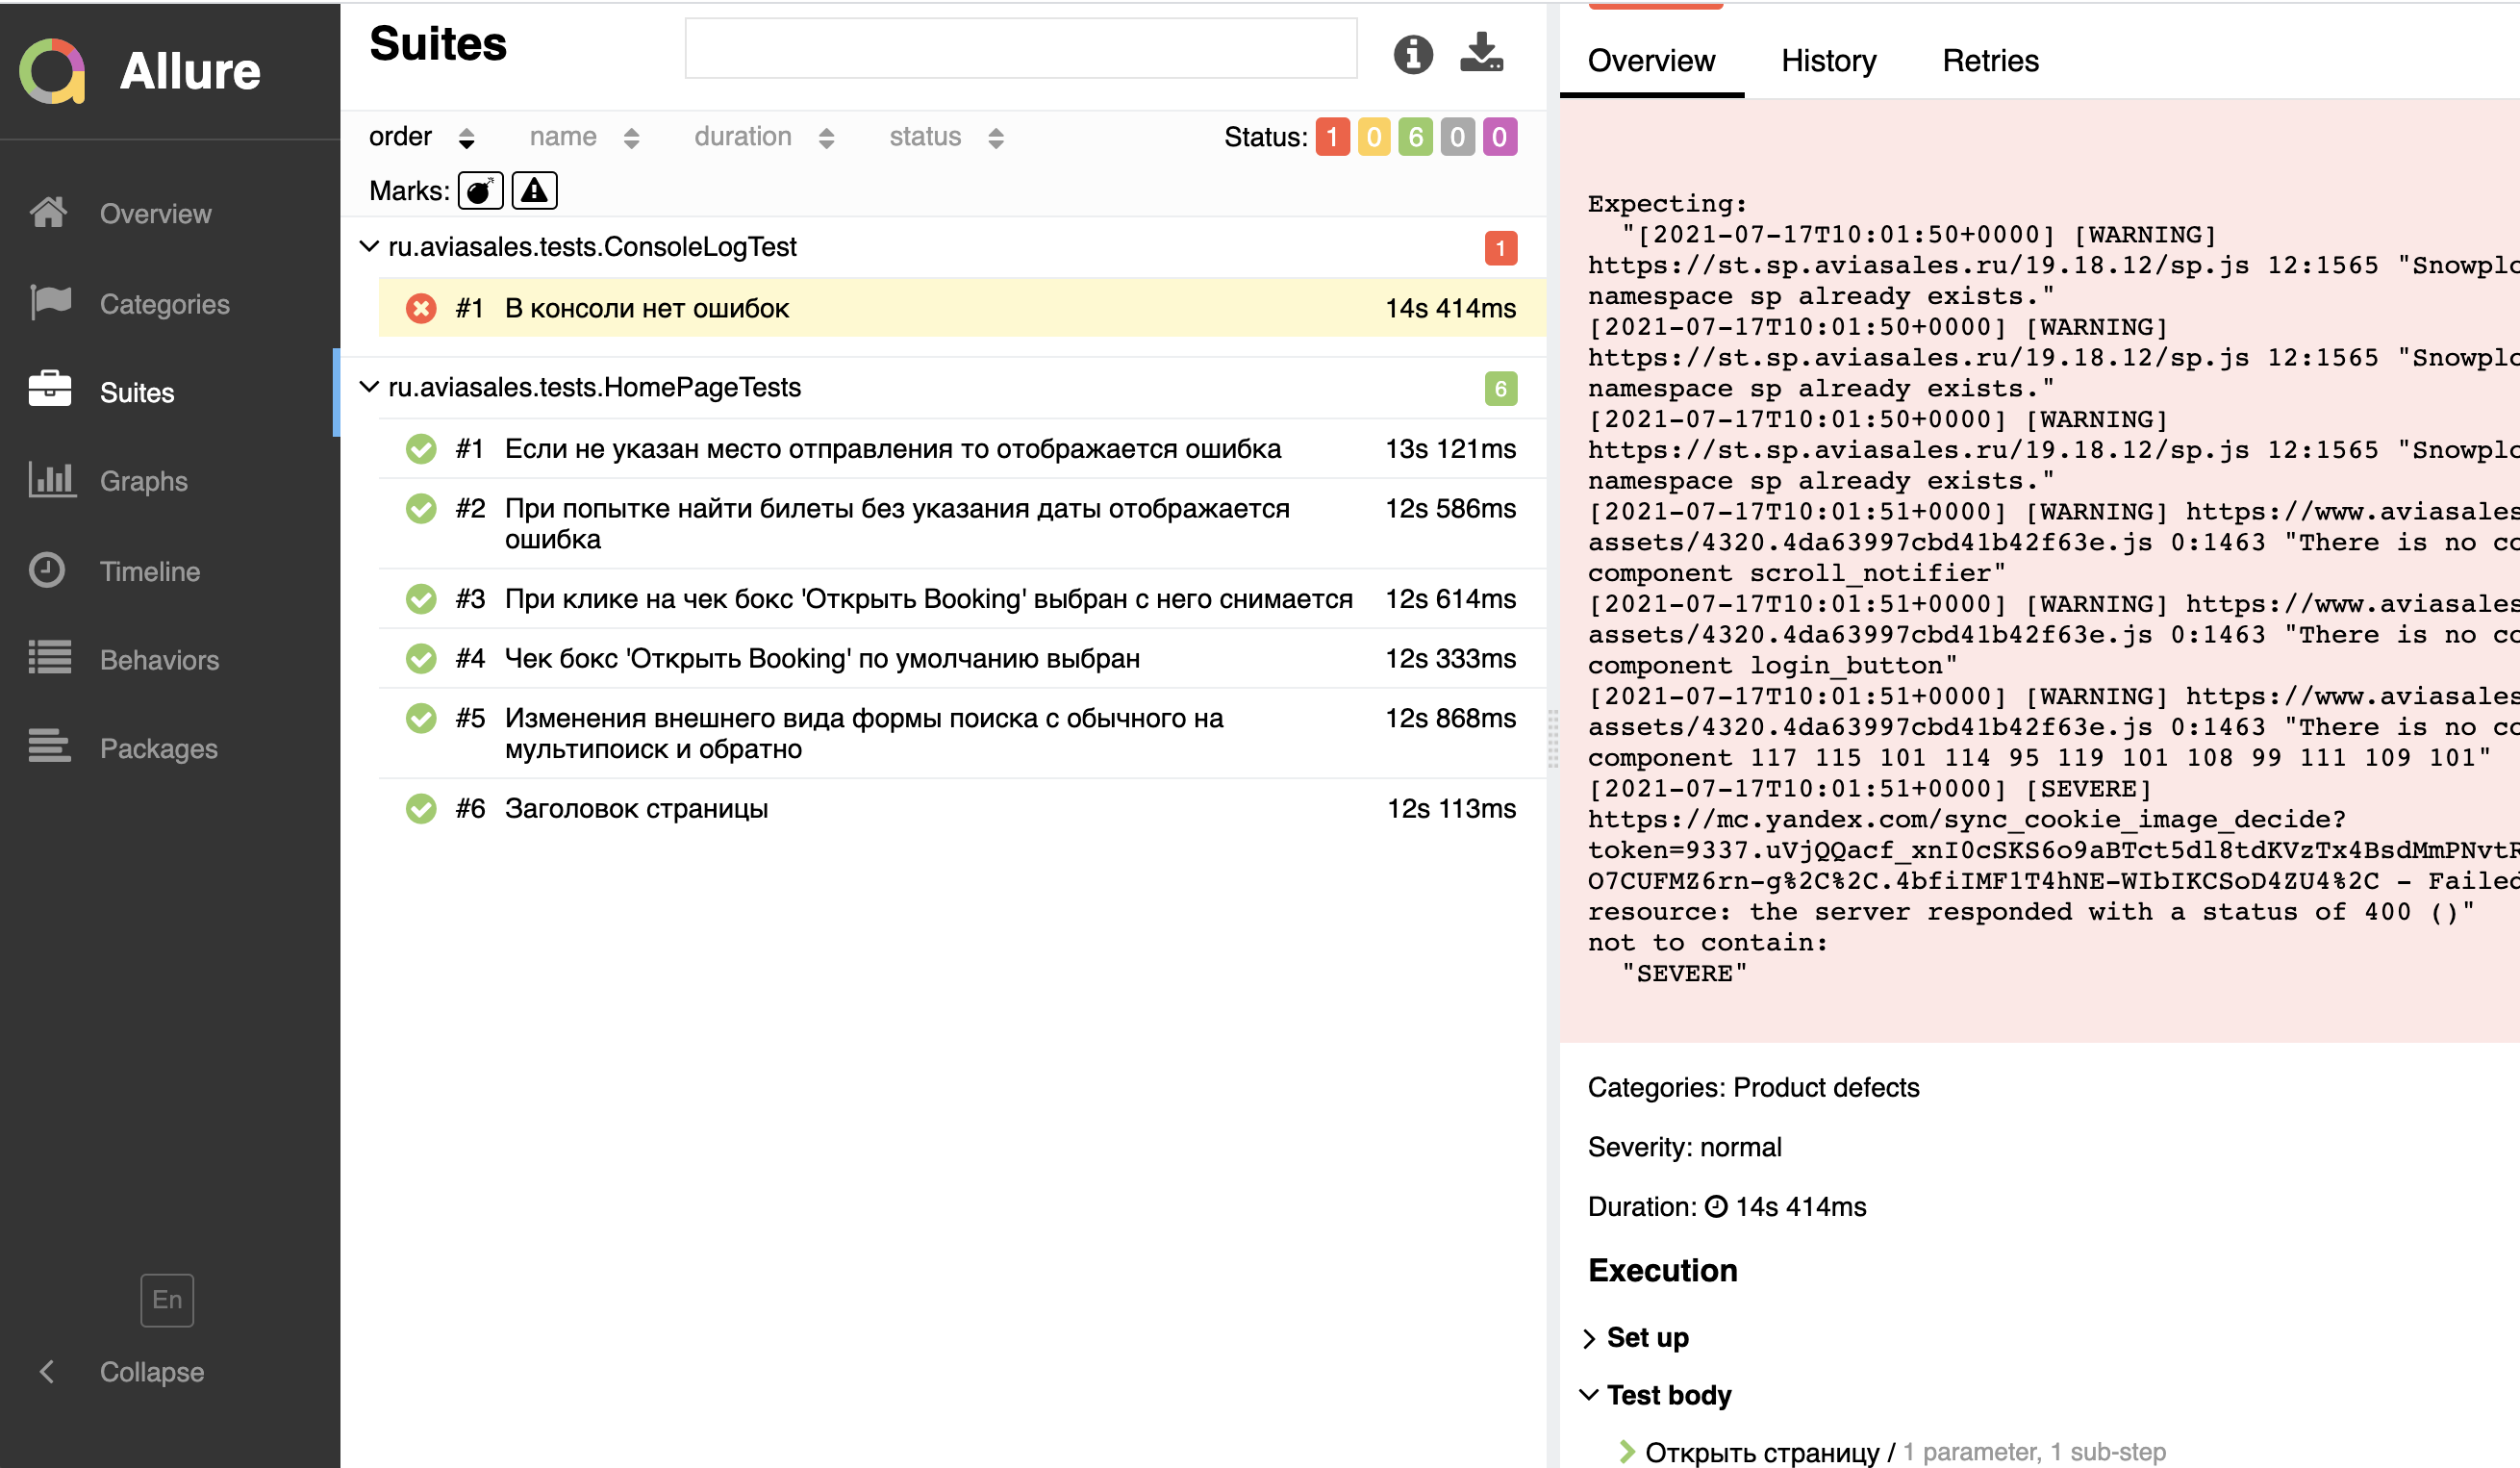 Allure
Overview
Categories
Suites
Graphs
Timeline
Behaviors
Packages
En
Collapse
Suites
order name duration status Status: 1 0 6 0 0
Marks:
ru.aviasales.tests.ConsoleLogTest 1
#1 В консоли нет ошибок 14s 414ms
ru.aviasales.tests.HomePageTests 6
#1 Если не указан место отправления то отображается ошибка 13s 121ms
#2 При попытке найти билеты без указания даты отображается 12s 586ms
ошибка
#3 При клике на чек бокс 'Открыть Booking' выбран с него снимается 12s 614ms
#4 Чек бокс 'Открыть Booking' по умолчанию выбран 12s 333ms
#5 Изменения внешнего вида формы поиска с обычного на 12s 868ms
мультипоиск и обратно
#6 Заголовок страницы 12s 113ms
Overview History Retries
Expecting:
"[2021-07-17T10:01:50+0000] [WARNING]
https://st.sp.aviasales.ru/19.18.12/sp.js 12:1565 "Snowplo
namespace sp already exists."
[2021-07-17T10:01:50+0000] [WARNING]
https://st.sp.aviasales.ru/19.18.12/sp.js 12:1565 "Snowplo
namespace sp already exists."
[2021-07-17T10:01:50+0000] [WARNING]
https://st.sp.aviasales.ru/19.18.12/sp.js 12:1565 "Snowplo
namespace sp already exists."
[2021-07-17T10:01:51+0000] [WARNING] https://www.aviasales
assets/4320.4da63997cbd41b42f63e.js 0:1463 "There is no co
component scroll_notifier"
[2021-07-17T10:01:51+0000] [WARNING] https://www.aviasales
assets/4320.4da63997cbd41b42f63e.js 0:1463 "There is no co
component login_button"
[2021-07-17T10:01:51+0000] [WARNING] https://www.aviasales
assets/4320.4da63997cbd41b42f63e.js 0:1463 "There is no co
component 117 115 101 114 95 119 101 108 99 111 109 101"
[2021-07-17T10:01:51+0000] [SEVERE]
https://mc.yandex.com/sync_cookie_image_decide?
token=9337.uVjQQacf_xnI0cSKS6o9aBTct5dl8tdKVzTx4BsdMmPNvtR
O7CUFMZ6rn-g%2C%2C.4bfiIMF1T4hNE-WIbIKCSoD4ZU4%2C - Failed
resource: the server responded with a status of 400 ()"
not to contain:
"SEVERE"
Categories: Product defects
Severity: normal
Duration: 14s 414ms
Execution
Set up
Test body
Открыть страницу / 1 parameter, 1 sub-step